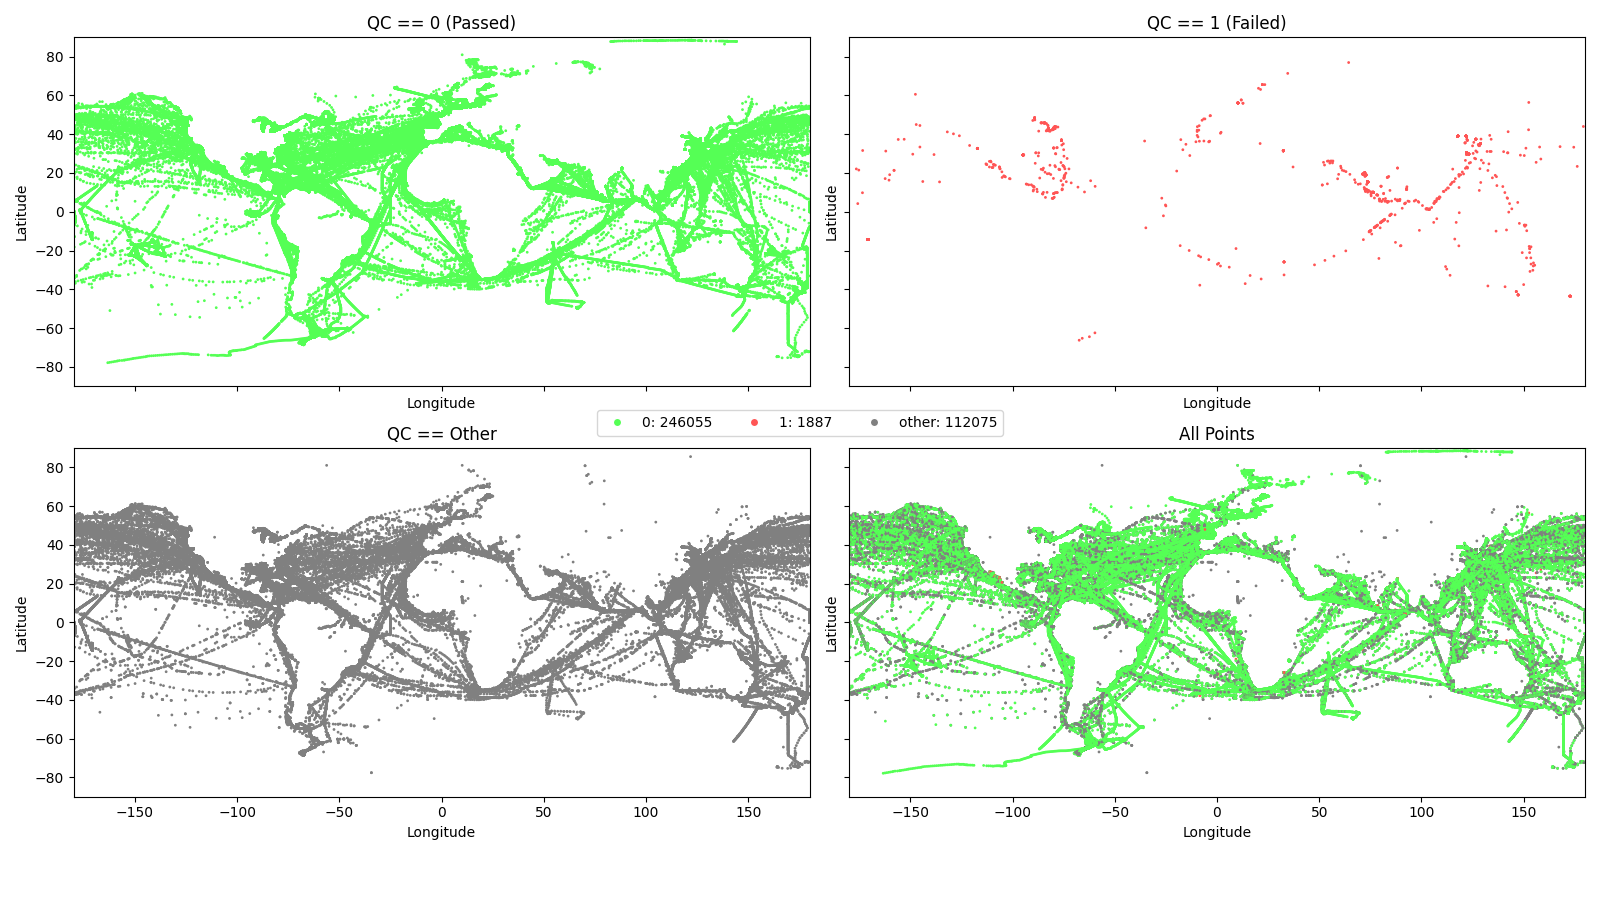 QC == 0 (Passed)
QC == 1 (Failed)
80
60
40
20
0
−20
−40
−60
−80
Latitude
Latitude
Longitude
Longitude
0: 246055 1: 1887 other: 112075
QC == Other
All Points
80
60
40
20
0
−20
−40
−60
−80
Latitude
Latitude
−150 −100 −50 0 50 100 150
−150 −100 −50 0 50 100 150
Longitude
Longitude